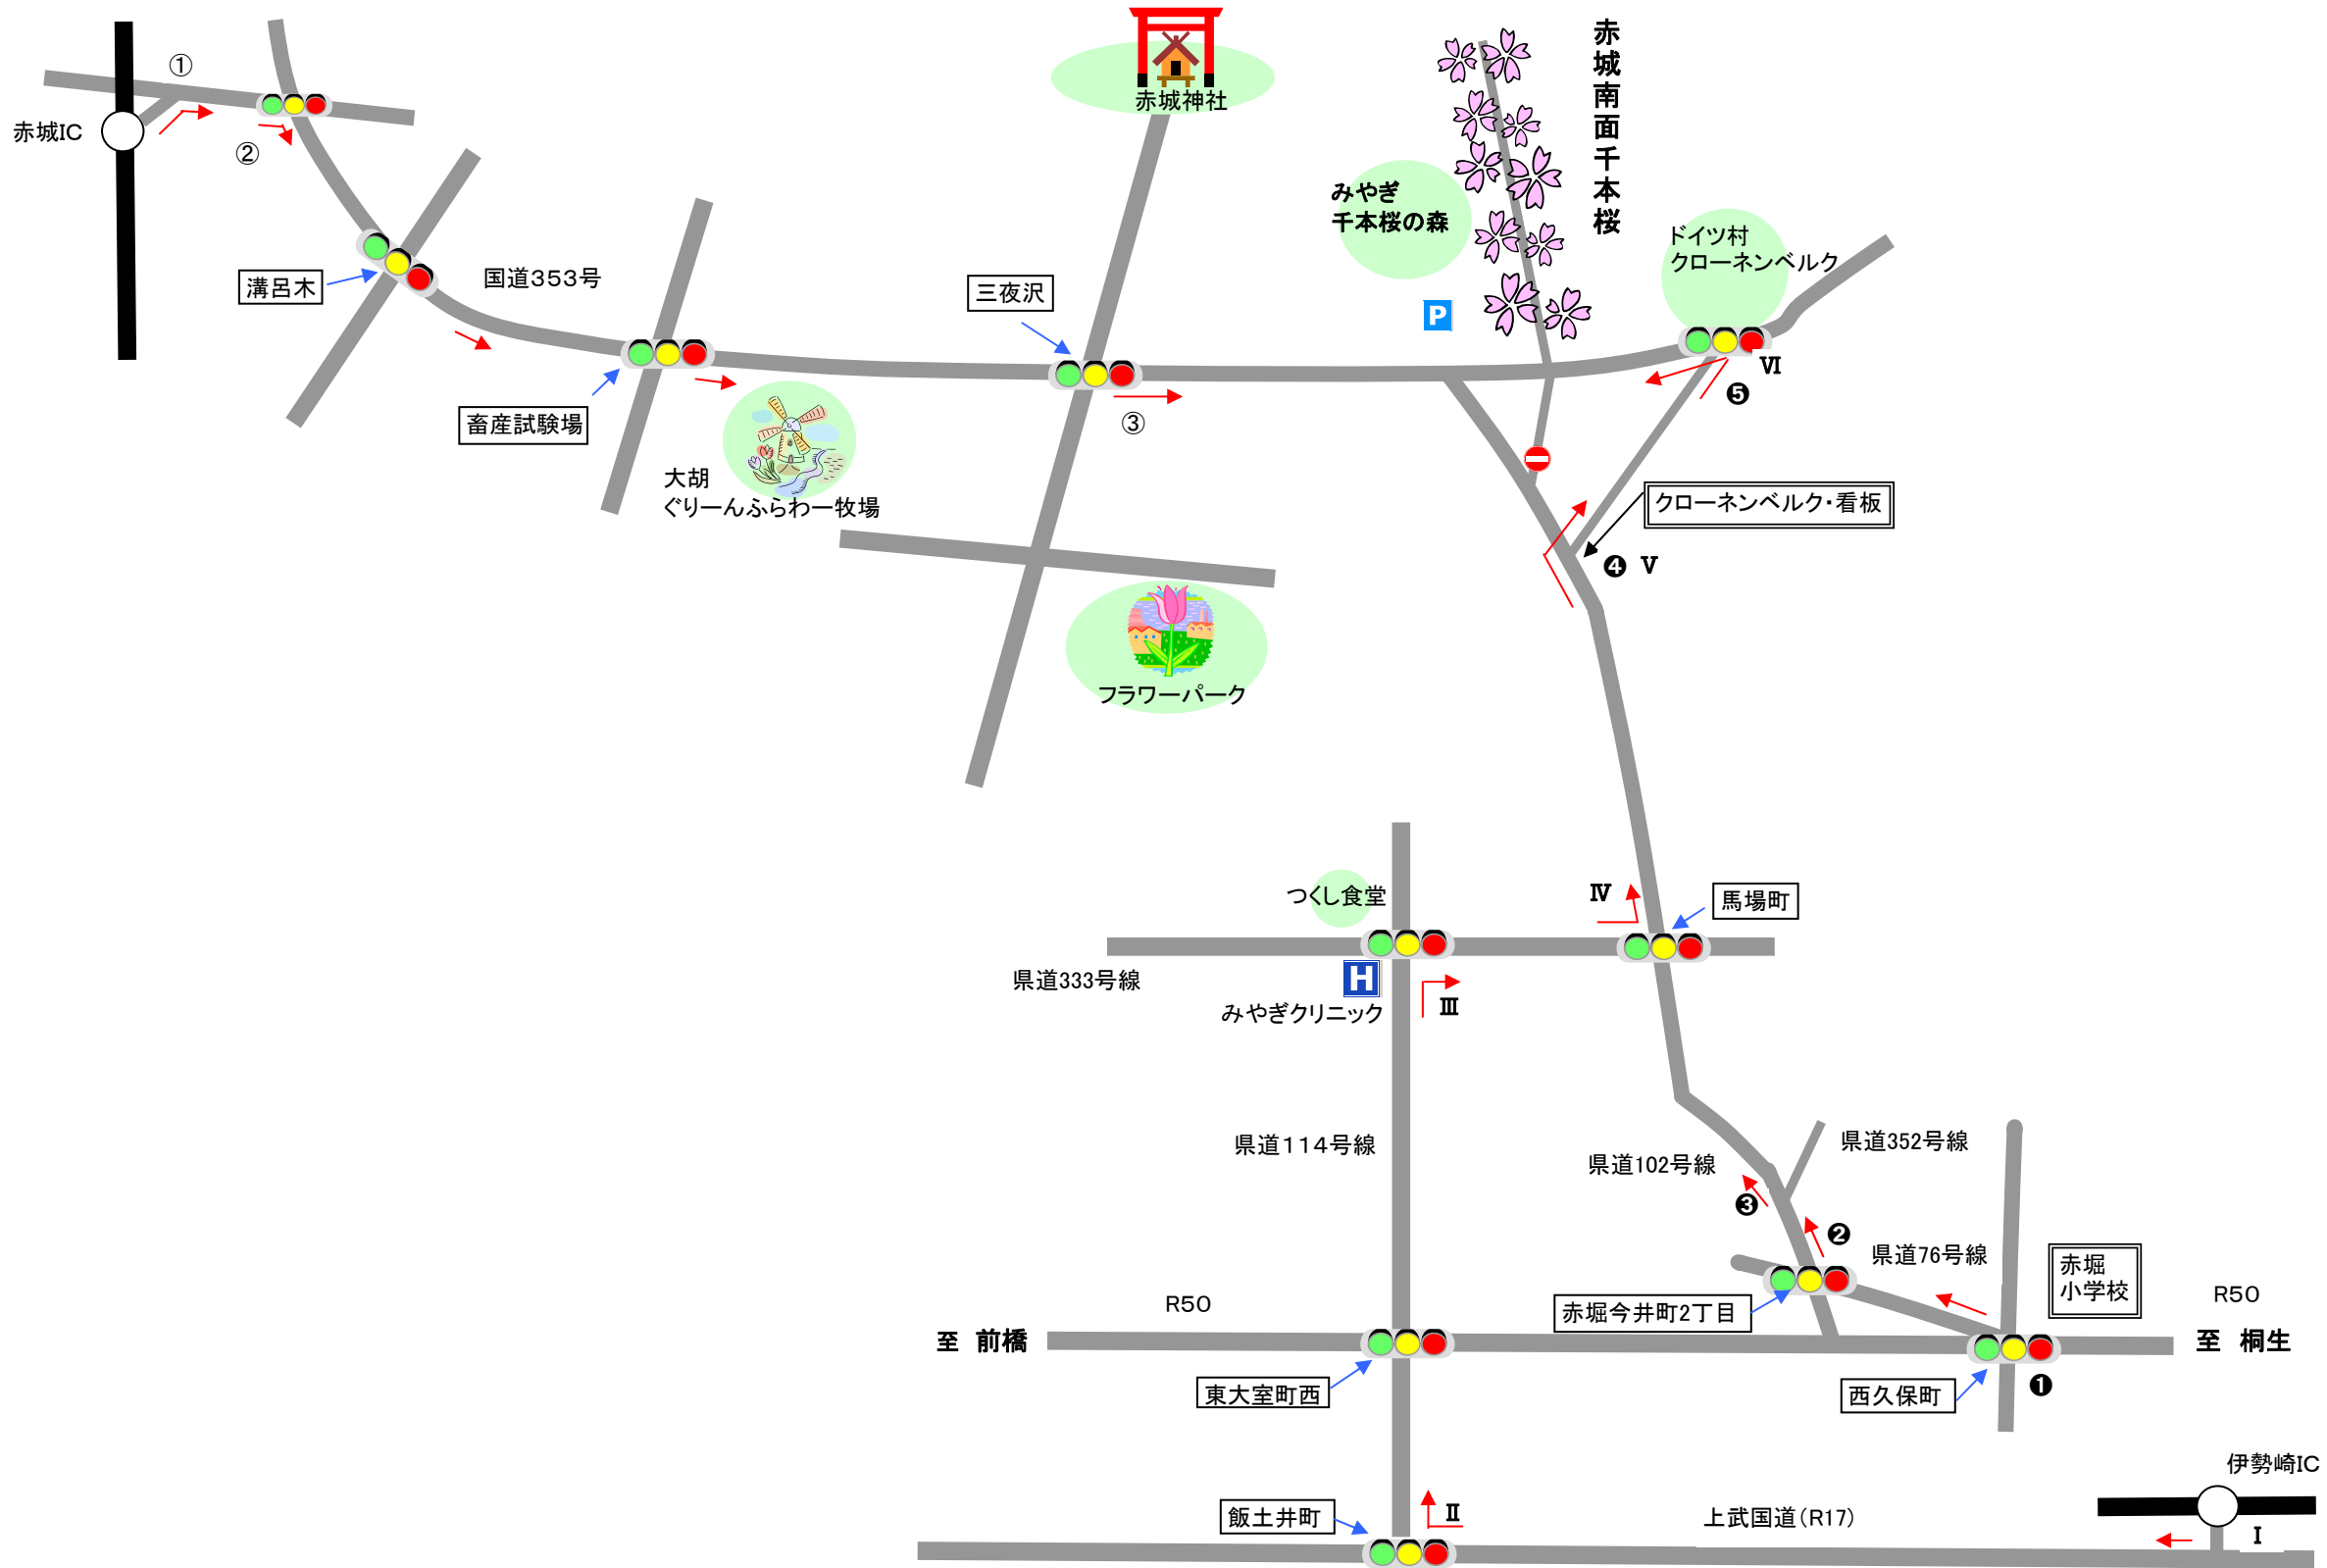 赤城IC
①
②
溝呂木
国道353号
畜産試験場
大胡
ぐりーんふらわー牧場
赤城神社
三夜沢
③
フラワーパーク
みやぎ
千本桜の森
赤城南面千本桜
P
ドイツ村
クローネンベルク
Ⅵ
❺
クローネンベルク・看板
❹ Ⅴ
つくし食堂
Ⅳ
馬場町
県道333号線
H
みやぎクリニック
Ⅲ
県道114号線
県道102号線
県道352号線
❸
❷
県道76号線
赤堀
小学校
R50
至 前橋
赤堀今井町2丁目
R50
至 桐生
東大室町西
西久保町
❶
伊勢崎IC
飯土井町
Ⅱ
上武国道(R17)
Ⅰ